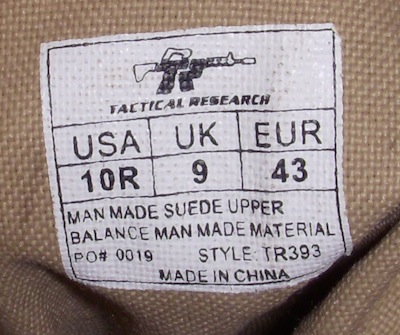 TACTICAL RESEARCH
USA UK EUR
10R 9 43
MAN MADE SUEDE UPPER
BALANCE MAN MADE MATERIAL
PO# 0019 STYLE: TR393
MADE IN CHINA